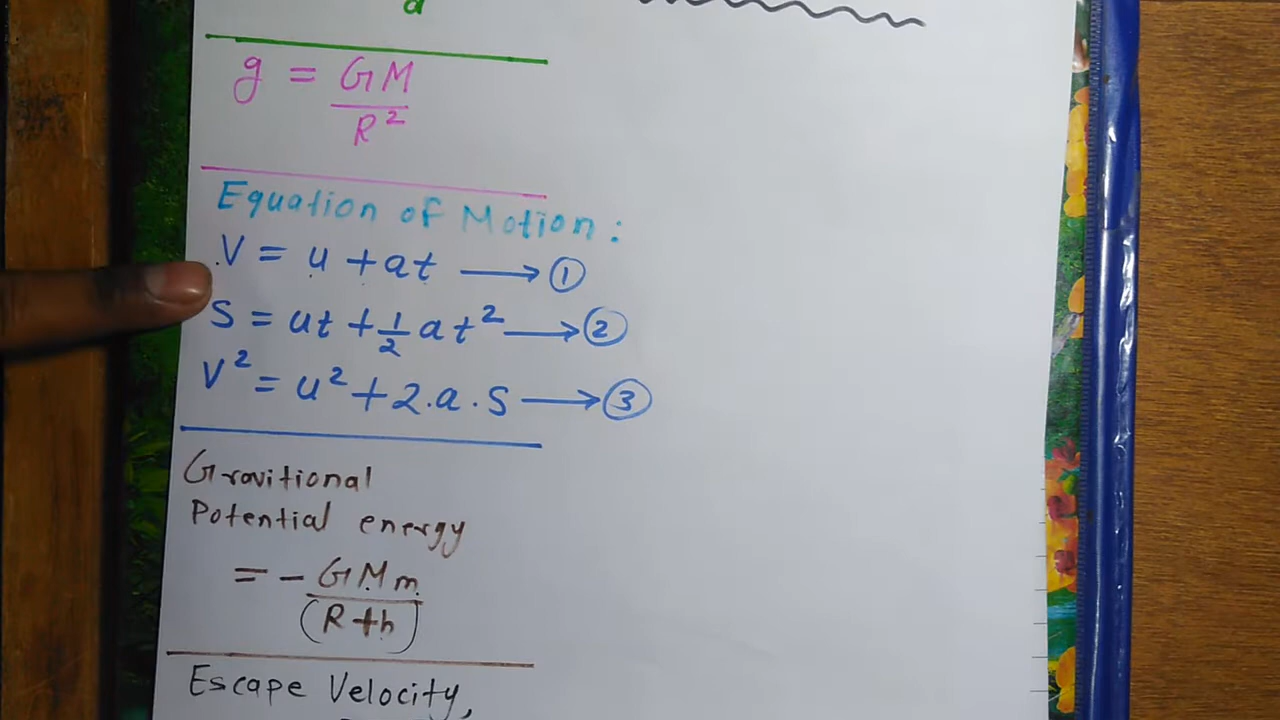 g = GM
R²
Equation of Motion:
V = u + at ⟶ ①
S = ut + 1/2 at² ⟶ ②
V² = u² + 2.a.S ⟶ ③
Gravitional
Potential energy
= - GMm
(R+h)
Escape Velocity,